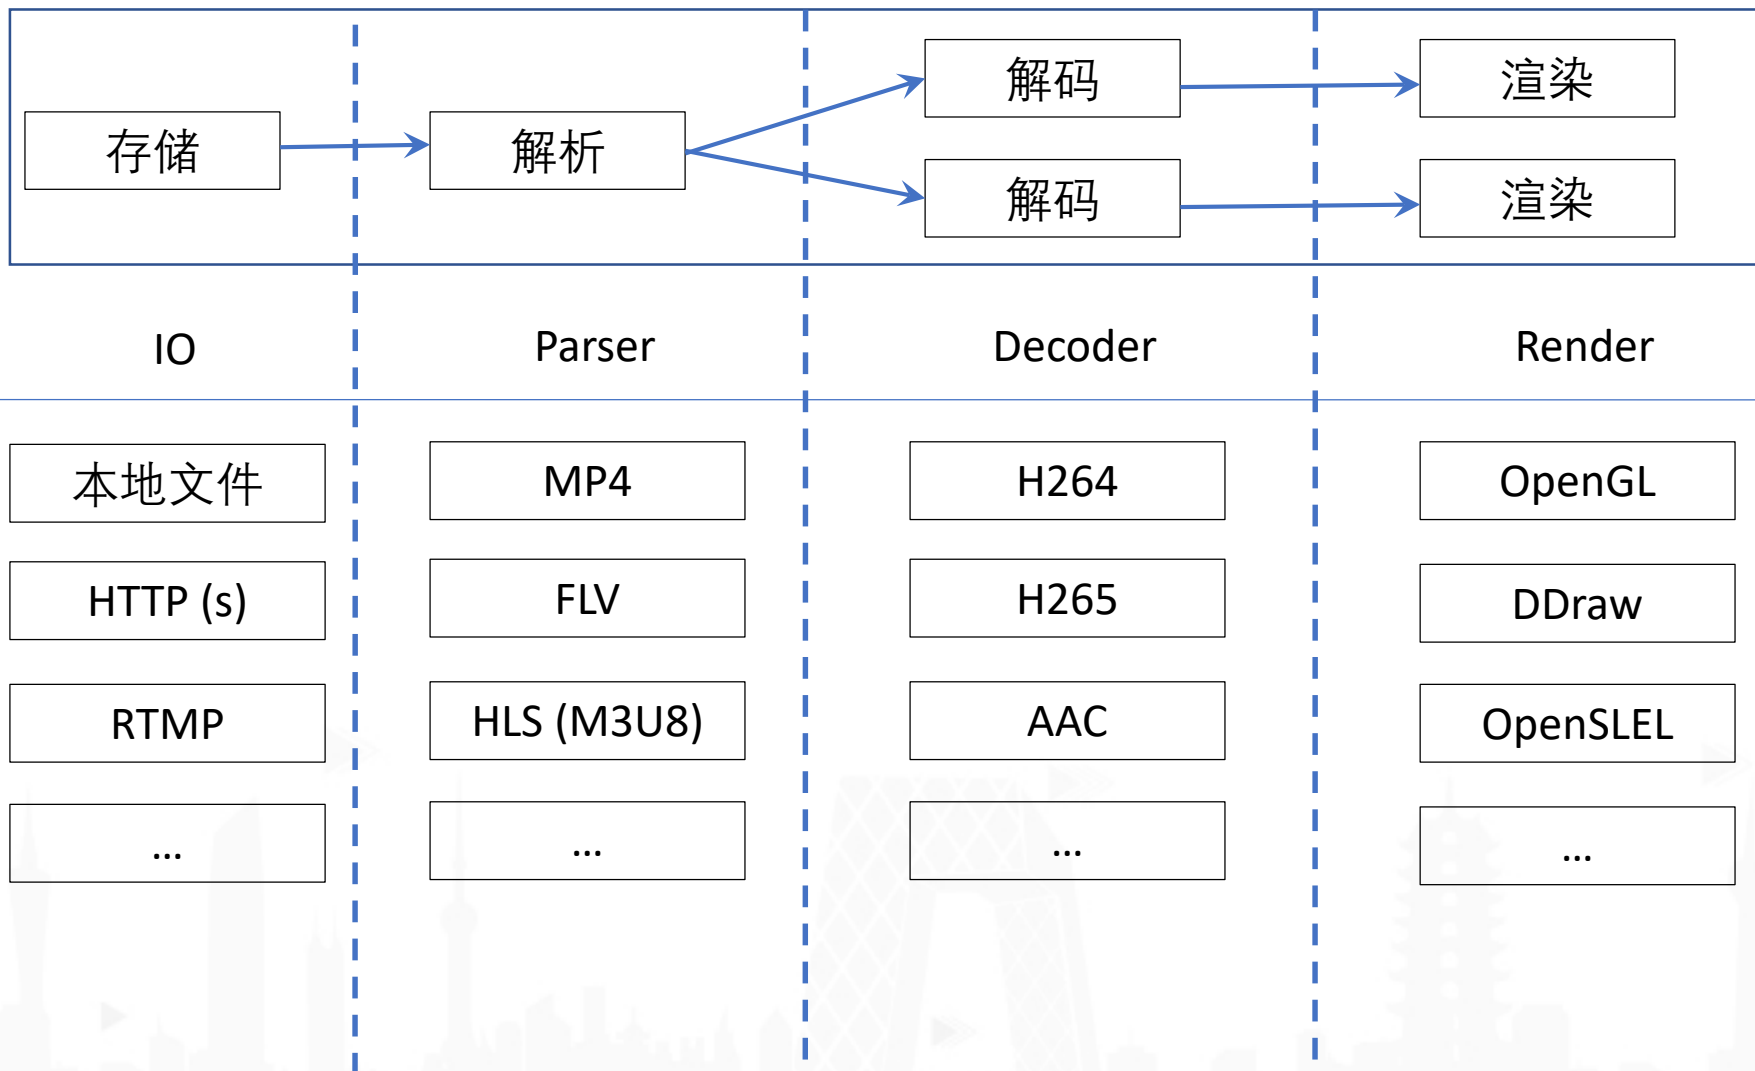 存储
解析
解码
解码
渲染
渲染
IO
Parser
Decoder
Render
本地文件
MP4
H264
OpenGL
HTTP (s)
FLV
H265
DDraw
RTMP
HLS (M3U8)
AAC
OpenSLEL
...
...
...
...